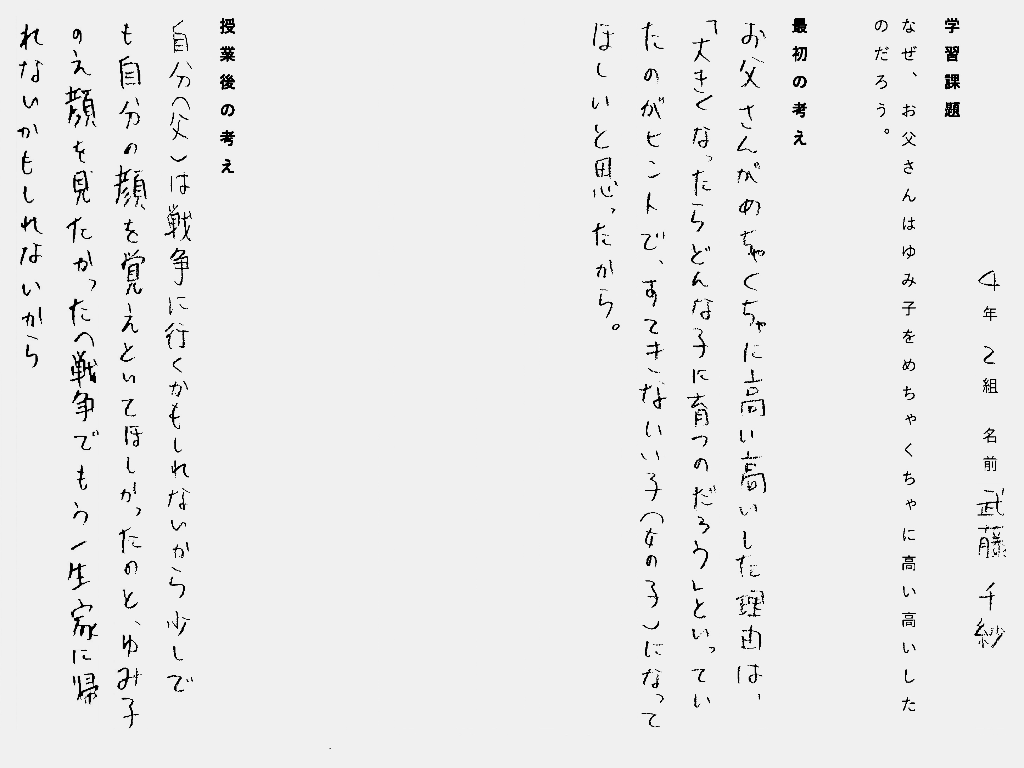 4年 2組 名前 武藤 千紗
学習課題
なぜ、お父さんはゆみ子をめちゃくちゃに高い高いした
のだろう。
最初の考え
お父さんがめちゃくちゃに高い高いした理由は、
「大きくなったらどんな子に育つのだろう」といってい
たのがヒントで、すてきないい子(女の子)になって
ほしいと思ったから。
授業後の考え
自分(父)は戦争に行くかもしれないから少しで
も自分の顔を覚えといてほしかったのと、ゆみ子
のえ顔を見たかった(戦争でもう一生家に帰
れないかもしれないから